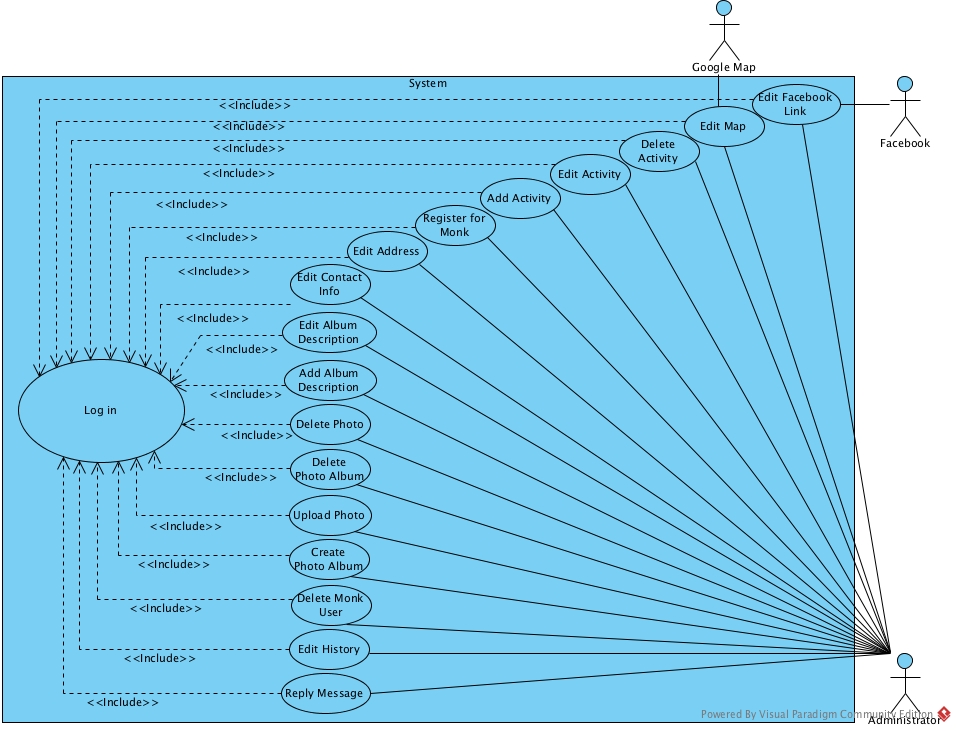 Google Map
System
Edit Facebook
Link
<<Include>>
Facebook
Edit Map
<<Include>>
Delete
Activity
<<Include>>
Edit Activity
<<Include>>
Add Activity
<<Include>>
Register for
Monk
<<Include>>
Edit Address
<<Include>>
Edit Contact
Info
<<Include>>
Edit Album
Description
<<Include>>
Add Album
Description
<<Include>>
Log in
Delete Photo
<<Include>>
Delete
Photo Album
<<Include>>
Upload Photo
<<Include>>
Create
Photo Album
<<Include>>
Delete Monk
User
<<Include>>
Edit History
<<Include>>
Reply Message
<<Include>>
Powered By Visual Paradigm Community Edition
Administrator